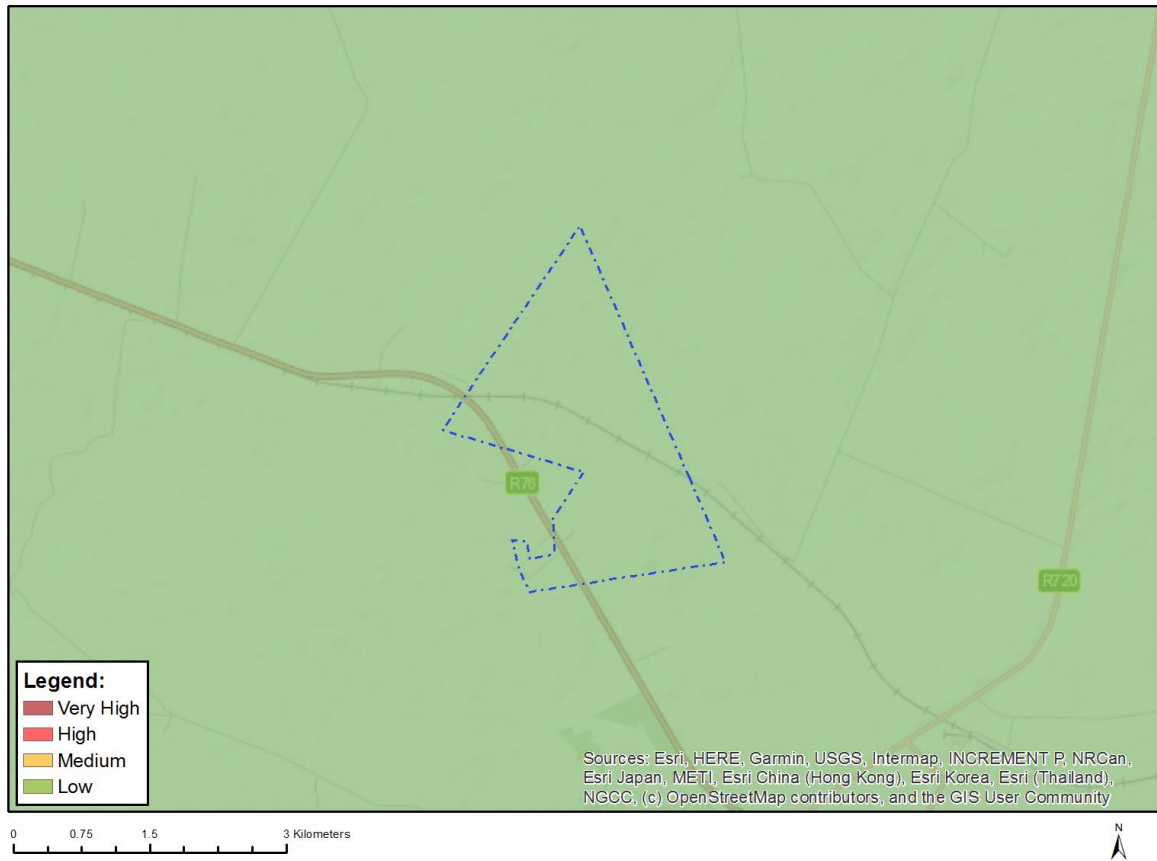 R76
R720
Legend:
Very High
High
Medium
Low
Sources: Esri, HERE, Garmin, USGS, Intermap, INCREMENT P, NRCan,
Esri Japan, METI, Esri China (Hong Kong), Esri Korea, Esri (Thailand),
NGCC, (c) OpenStreetMap contributors, and the GIS User Community
0 0.75 1.5 3 Kilometers
N